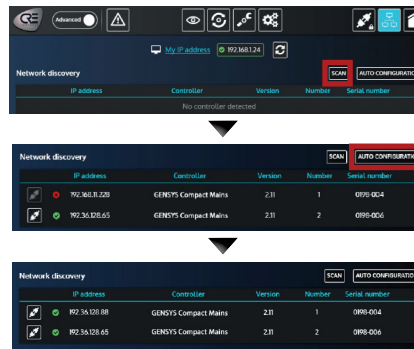 CRE Advanced
My IP address 192.168.1.24
Network discovery SCAN AUTO CONFIGURATIO
IP address Controller Version Number Serial number
No controller detected
Network discovery SCAN AUTO CONFIGURATIO
IP address Controller Version Number Serial number
192.168.11.228 GENSYS Compact Mains 2.11 1 0198-004
192.36.128.65 GENSYS Compact Mains 2.11 2 0198-006
Network discovery SCAN AUTO CONFIGURATIO
IP address Controller Version Number Serial number
192.36.128.88 GENSYS Compact Mains 2.11 1 0198-004
192.36.128.65 GENSYS Compact Mains 2.11 2 0198-006